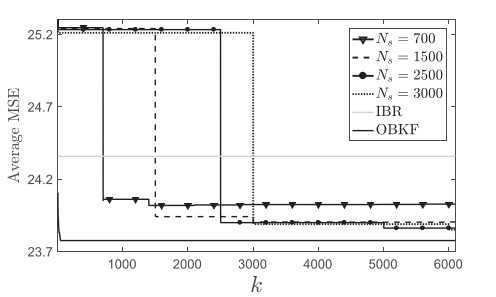 25.2
24.7
24.2
23.7
Average MSE
1000
2000
3000
4000
5000
6000
k
N_s = 700
N_s = 1500
N_s = 2500
N_s = 3000
IBR
OBKF